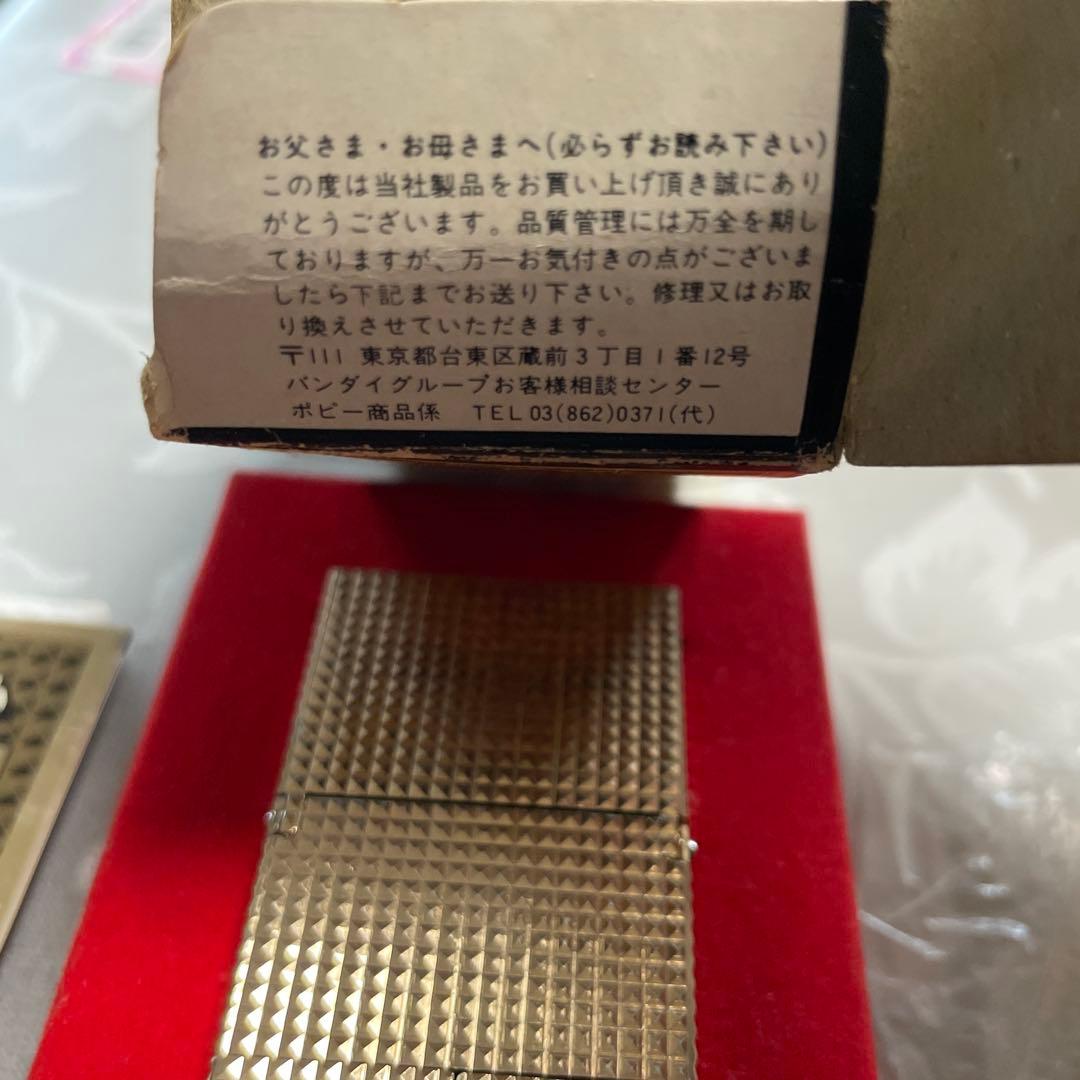 お父さま・お母さまへ(必らずお読み下さい)
この度は当社製品をお買い上げ頂き誠にあり
がとうございます。品質管理には万全を期し
ておりますが、万一お気付きの点がございま
したら下記までお送り下さい。修理又はお取
り換えさせていただきます。
〒111 東京都台東区蔵前3丁目1番12号
バンダイグループお客様相談センター
ポピー商品係 TEL 03(862)0371(代)